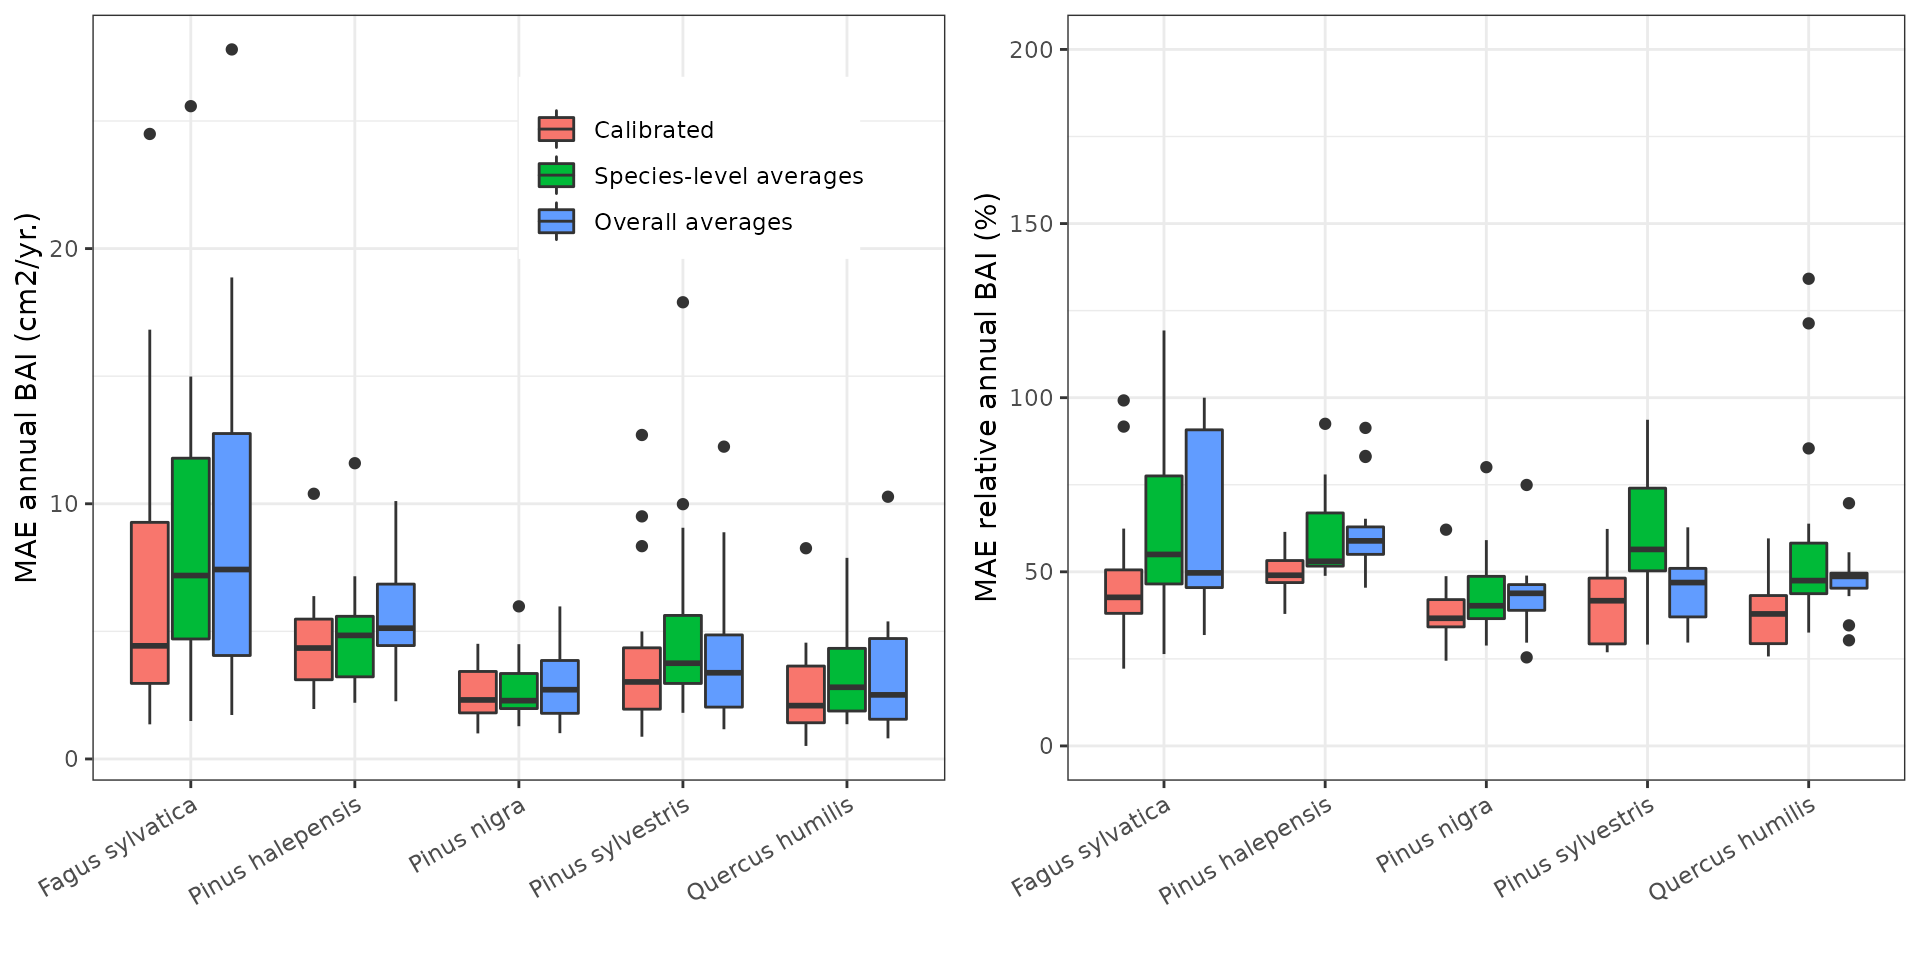 MAE annual BAI (cm2/yr.)
20
10
0
Calibrated
Species-level averages
Overall averages
Fagus sylvatica
Pinus halepensis
Pinus nigra
Pinus sylvestris
Quercus humilis
MAE relative annual BAI (%)
200
150
100
50
0
Fagus sylvatica
Pinus halepensis
Pinus nigra
Pinus sylvestris
Quercus humilis